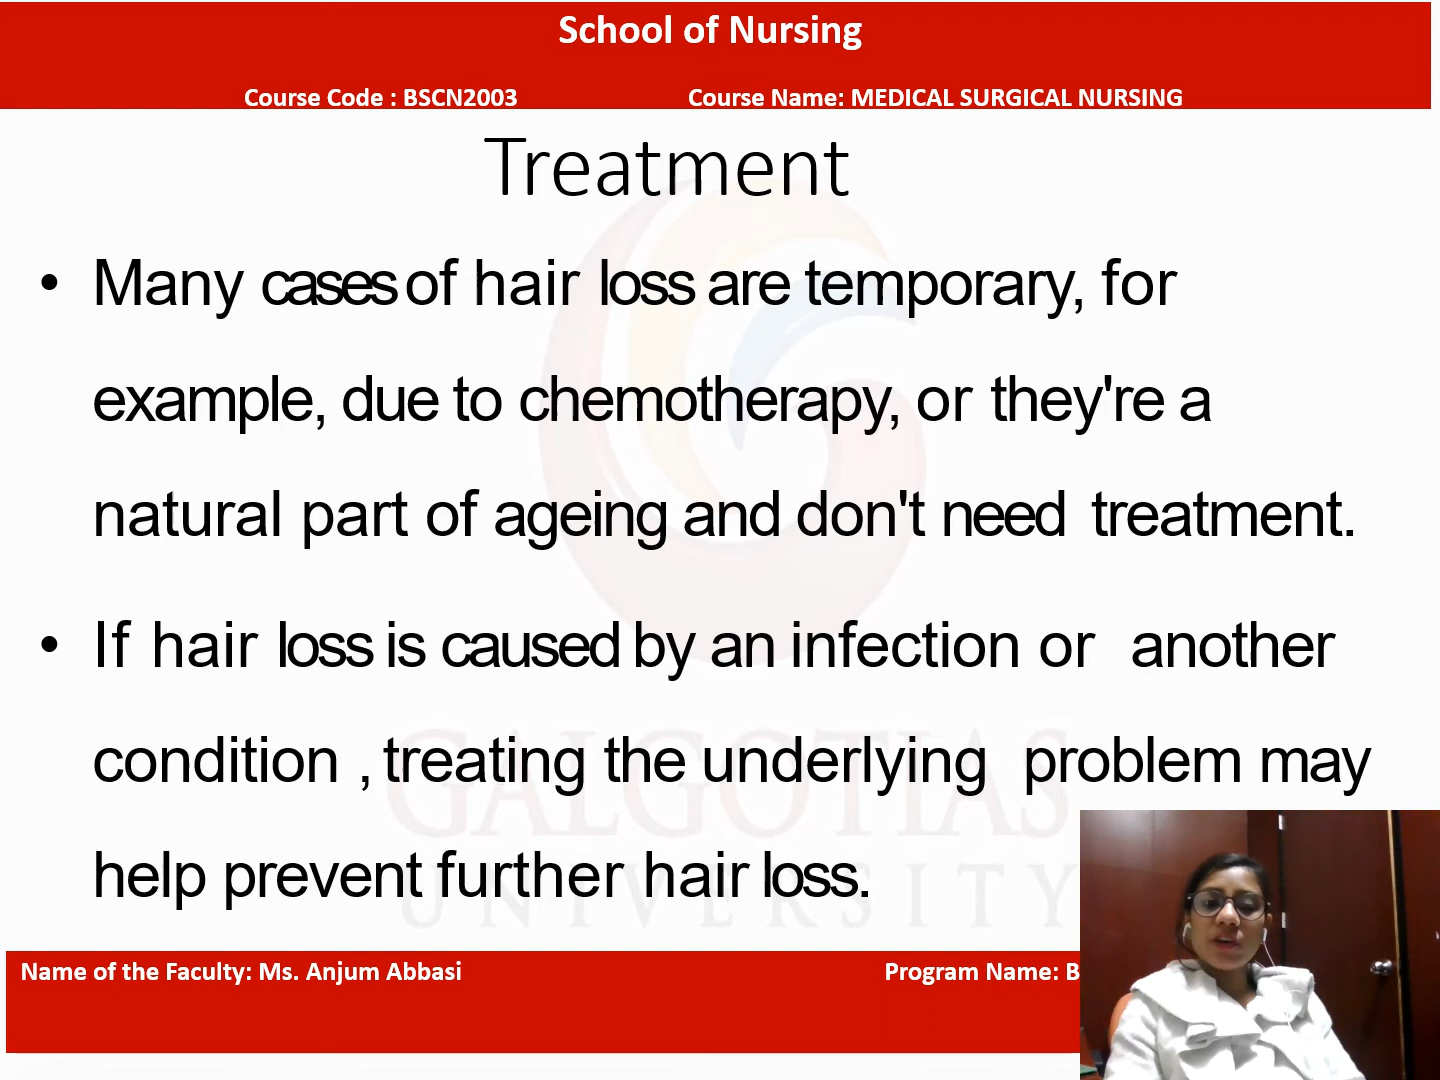 School of Nursing
Course Code : BSCN2003 Course Name: MEDICAL SURGICAL NURSING
Treatment
• Many cases of hair loss are temporary, for
example, due to chemotherapy, or they're a
natural part of ageing and don't need treatment.
• If hair loss is caused by an infection or another
condition , treating the underlying problem may
help prevent further hair loss.
GALGOTIAS
UNIVERSITY
Name of the Faculty: Ms. Anjum Abbasi Program Name: B